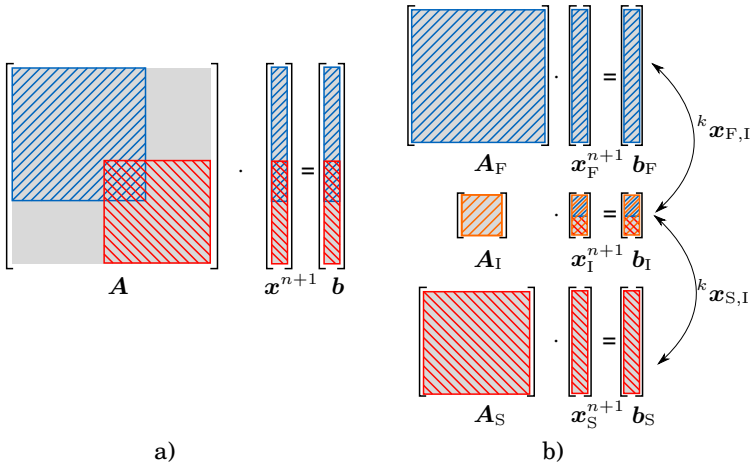 · =
A x^{n+1} b
a)
· =
A_F x_F^{n+1} b_F
^k x_{F,I}
· =
A_I x_I^{n+1} b_I
^k x_{S,I}
· =
A_S x_S^{n+1} b_S
b)